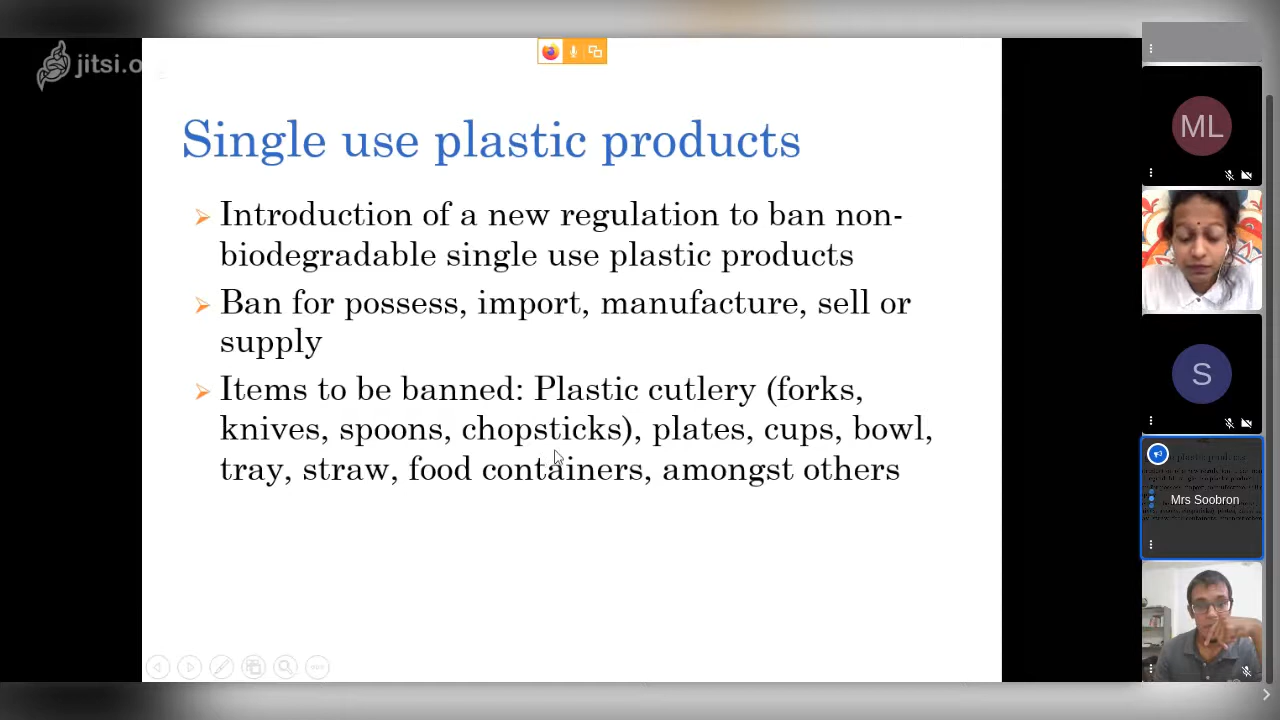 jitsi.o
Single use plastic products
Introduction of a new regulation to ban non-
biodegradable single use plastic products
Ban for possess, import, manufacture, sell or
supply
Items to be banned: Plastic cutlery (forks,
knives, spoons, chopsticks), plates, cups, bowl,
tray, straw, food containers, amongst others
ML
S
Mrs Soobron